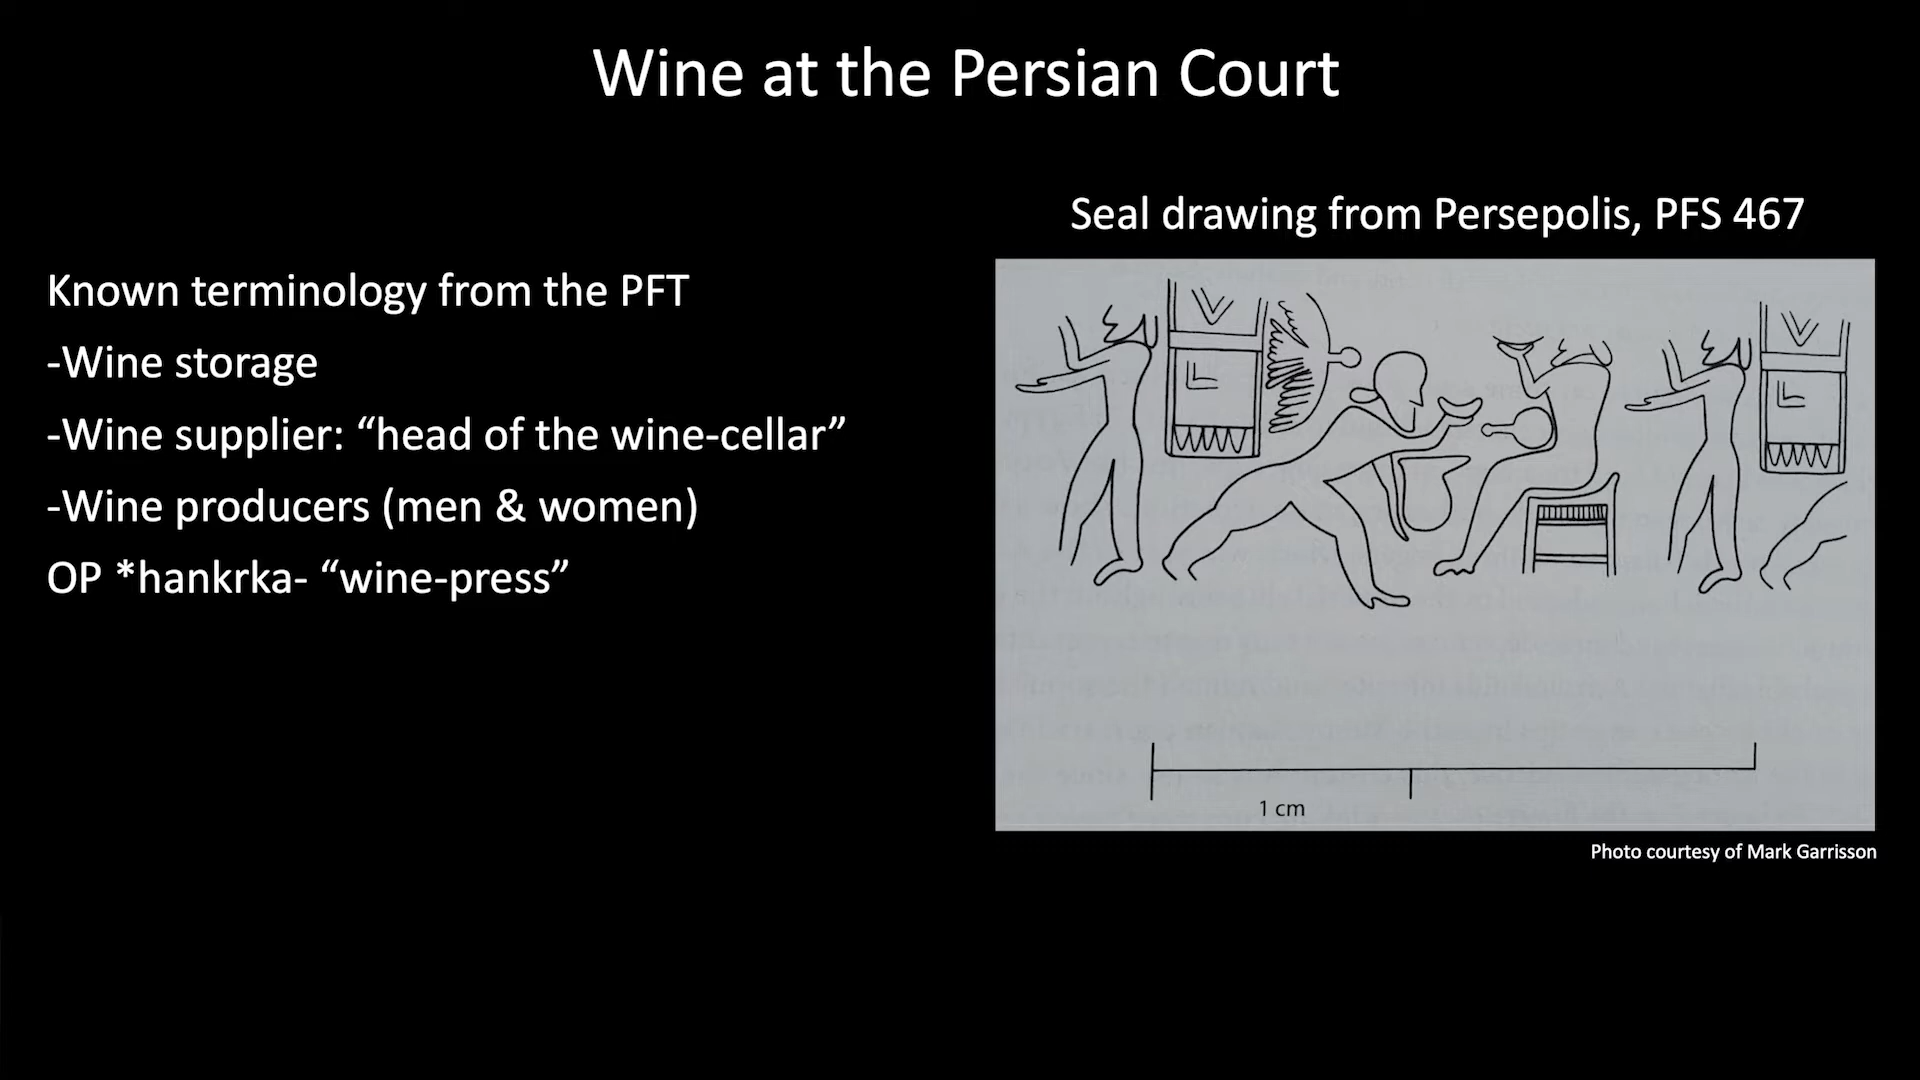 Wine at the Persian Court
Known terminology from the PFT
-Wine storage
-Wine supplier: “head of the wine-cellar”
-Wine producers (men & women)
OP *hankrka- “wine-press”
Seal drawing from Persepolis, PFS 467
1 cm
Photo courtesy of Mark Garrisson